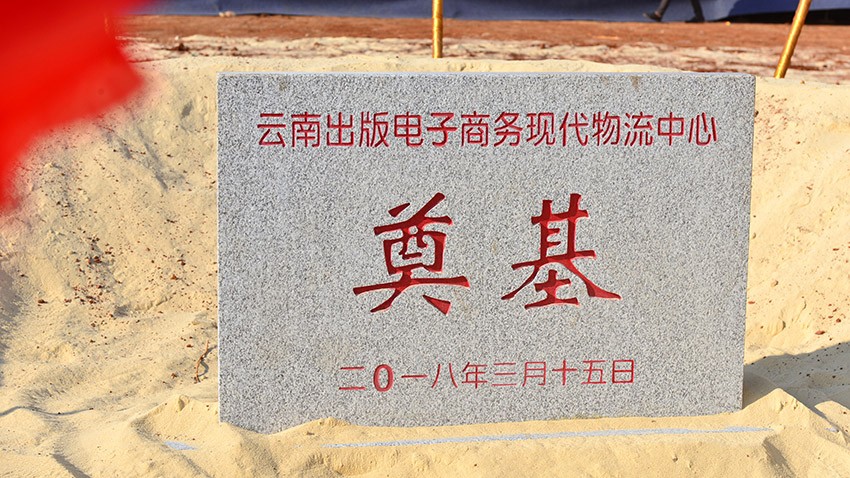 云南出版电子商务现代物流中心
奠基
二0一八年三月十五日